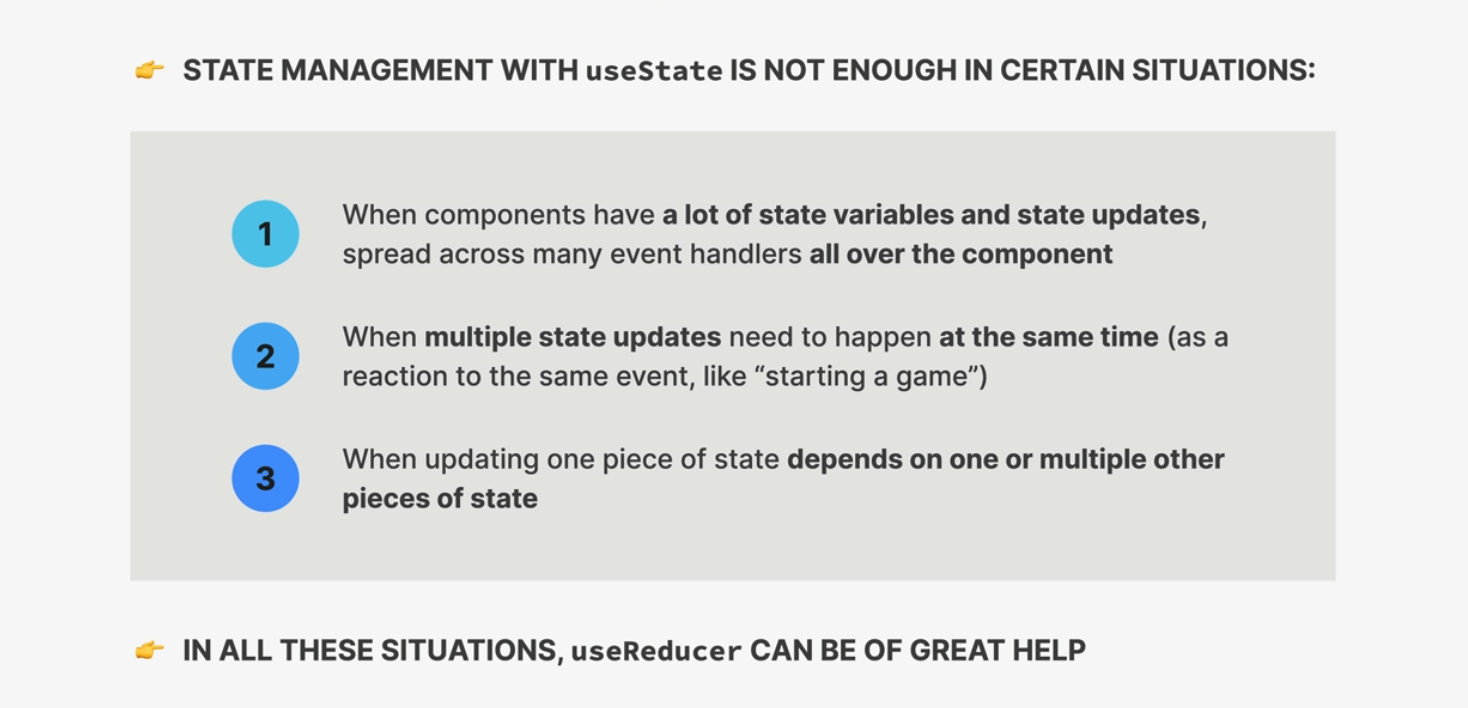 👉 STATE MANAGEMENT WITH useState IS NOT ENOUGH IN CERTAIN SITUATIONS:
1
When components have a lot of state variables and state updates,
spread across many event handlers all over the component
2
When multiple state updates need to happen at the same time (as a
reaction to the same event, like “starting a game”)
3
When updating one piece of state depends on one or multiple other
pieces of state
👉 IN ALL THESE SITUATIONS, useReducer CAN BE OF GREAT HELP